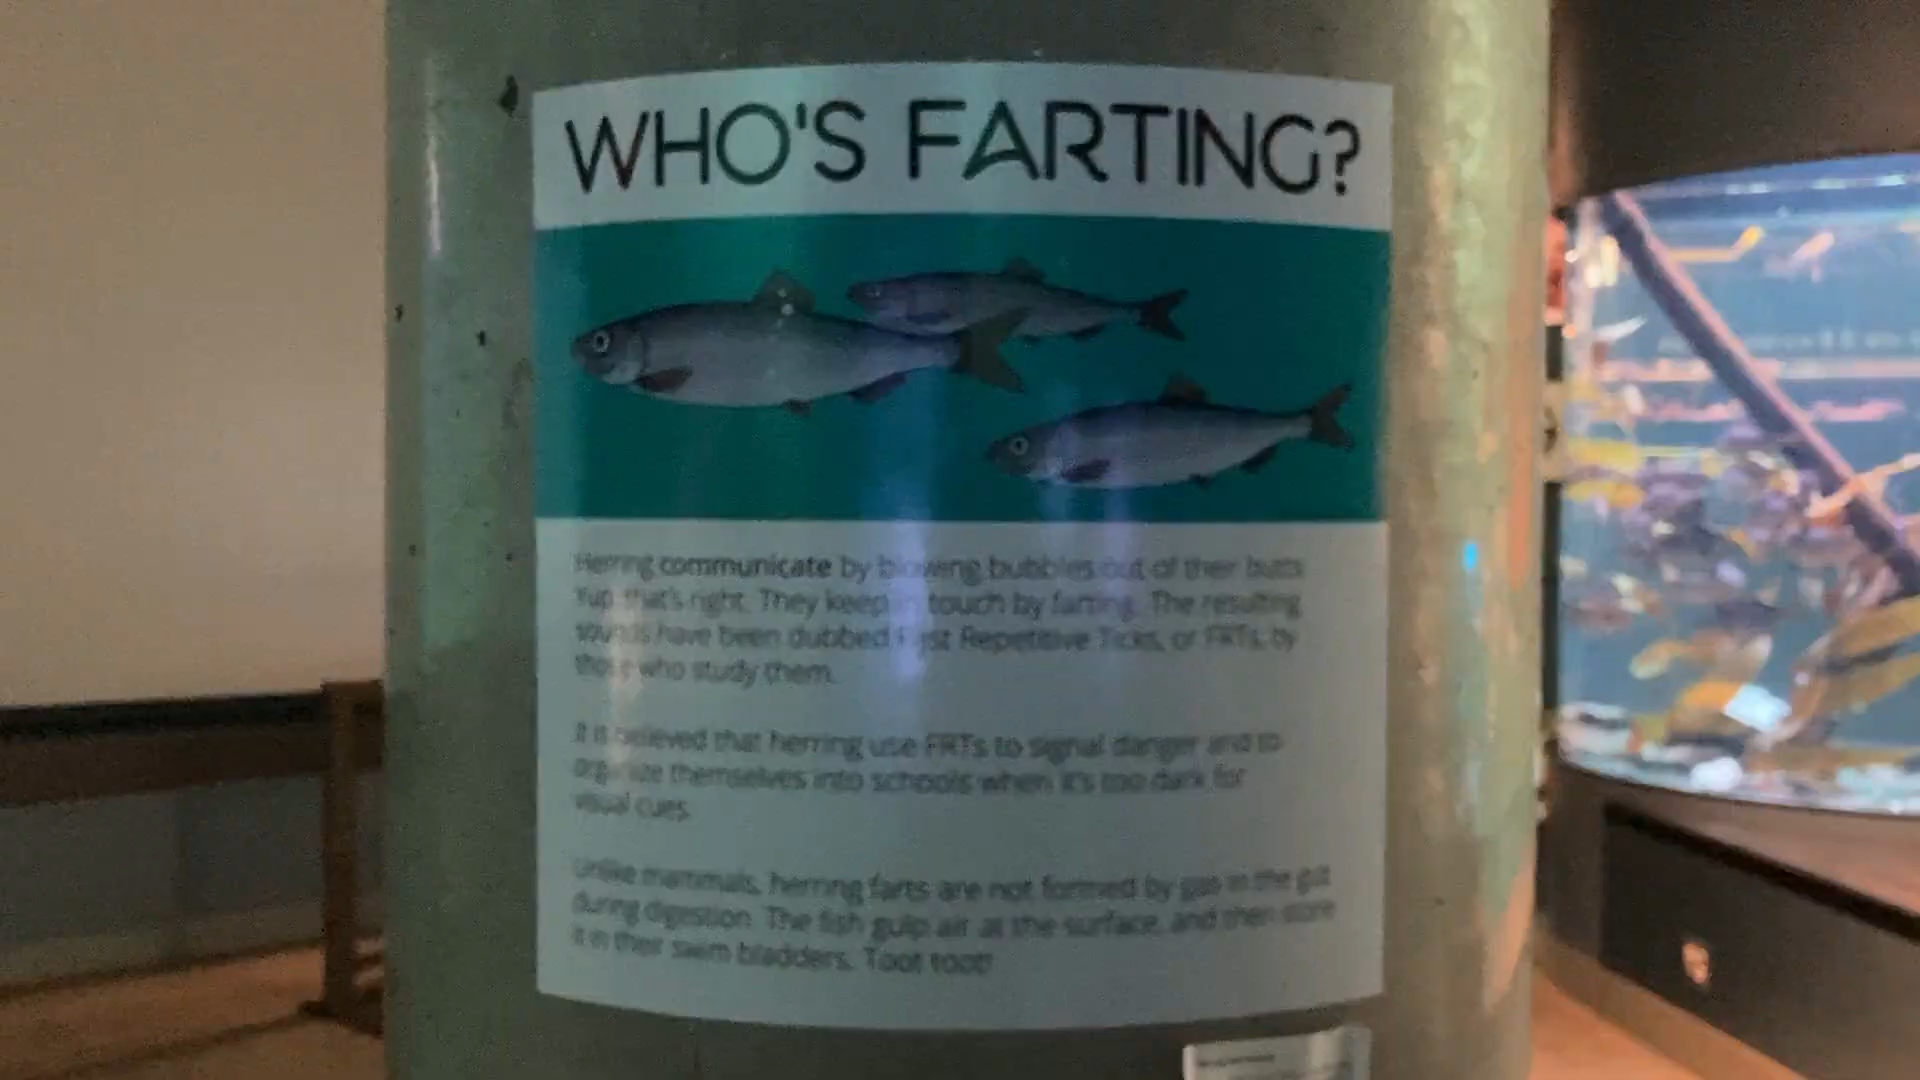 WHO'S FARTING?
Herring communicate by blowing bubbles out of their butts.
Yup, that's right. They keep in touch by farting. The resulting
sounds have been dubbed Fast Repetitive Ticks, or FRTs, by
those who study them.
It is believed that herring use FRTs to signal danger and to
organize themselves into schools when it's too dark for
visual cues.
Unlike mammals, herring farts are not formed by gas in the gut
during digestion. The fish gulp air at the surface, and then store
it in their swim bladders. Toot toot!